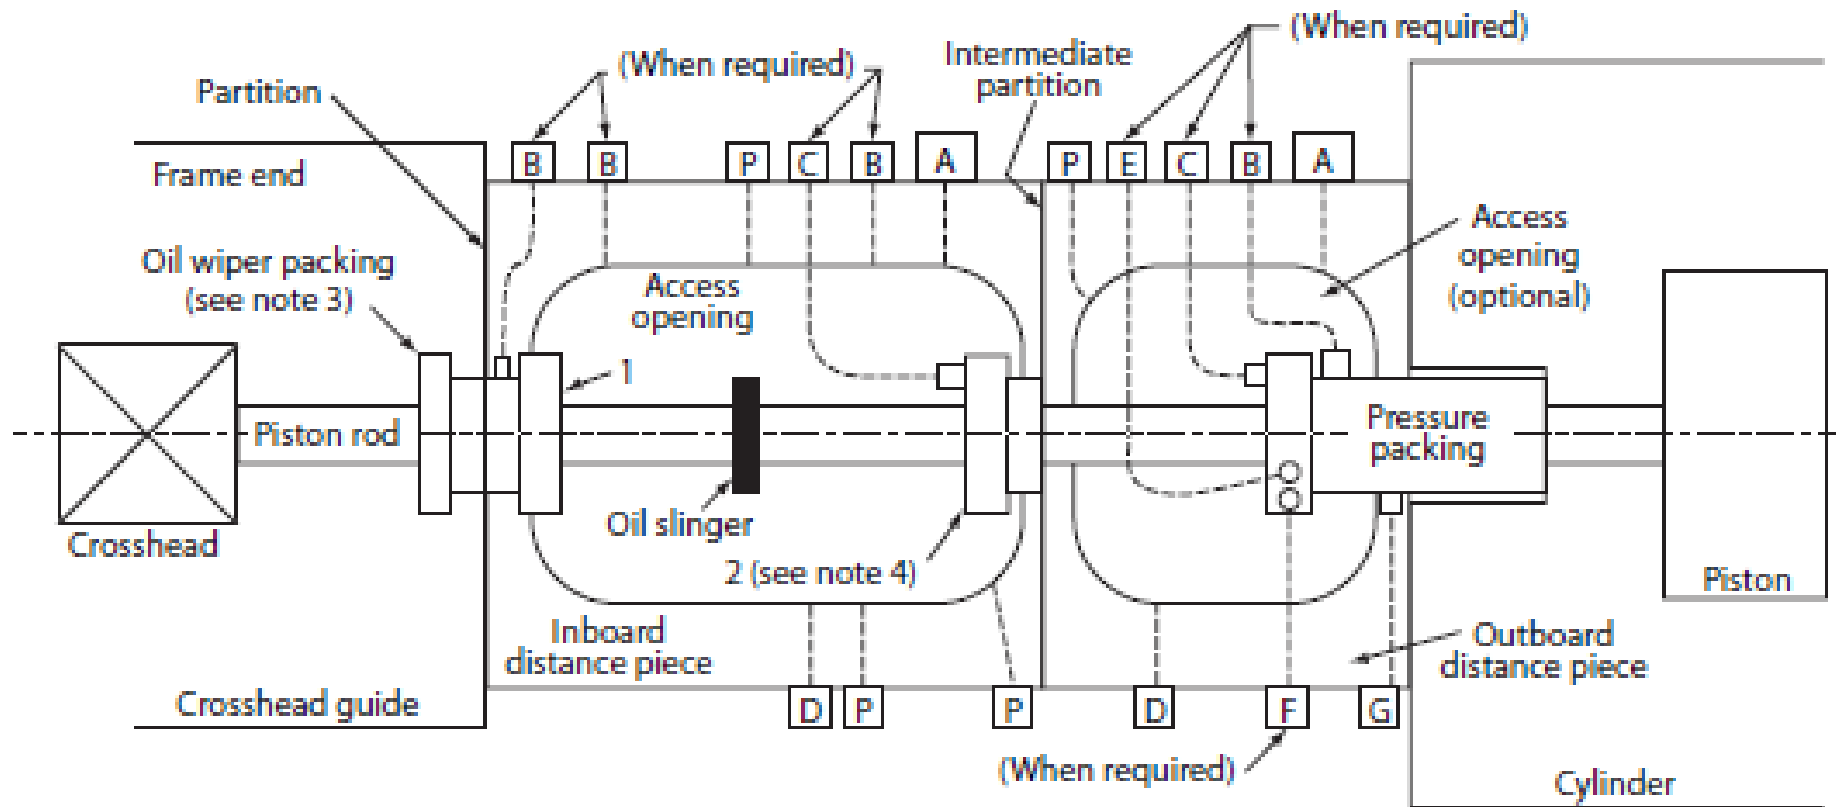 (When required)
Intermediate
partition
(When required)
Partition
B B P C B A P E C B A
Frame end
Access
opening
(optional)
Oil wiper packing
(see note 3)
Access
opening
1
Piston rod
Pressure
packing
Crosshead
Oil slinger
2 (see note 4)
Piston
Inboard
distance piece
Outboard
distance piece
Crosshead guide
D P P D F G
(When required)
Cylinder